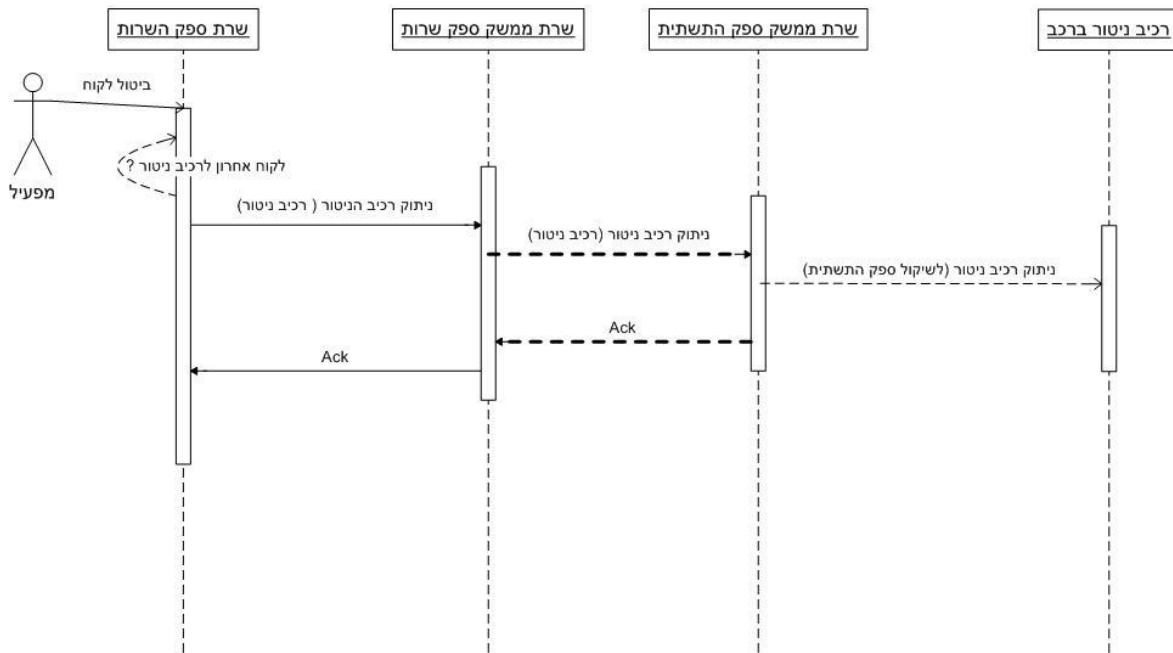 שרת ספק השרות
שרת ממשק ספק שרות
שרת ממשק ספק התשתית
רכיב ניטור ברכב
ביטול לקוח
לקוח אחרון לרכיב ניטור ?
מפעיל
ניתוק רכיב הניטור ( רכיב ניטור)
ניתוק רכיב ניטור (רכיב ניטור)
ניתוק רכיב ניטור (לשיקול ספק התשתית)
Ack
Ack